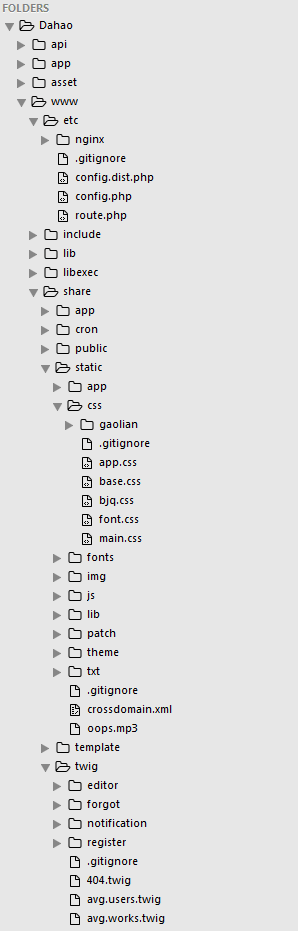 FOLDERS
Dahao
api
app
asset
www
etc
nginx
.gitignore
config.dist.php
config.php
route.php
include
lib
libexec
share
app
cron
public
static
app
css
gaolian
.gitignore
app.css
base.css
bjq.css
font.css
main.css
fonts
img
js
lib
patch
theme
txt
.gitignore
crossdomain.xml
oops.mp3
template
twig
editor
forgot
notification
register
.gitignore
404.twig
avg.users.twig
avg.works.twig